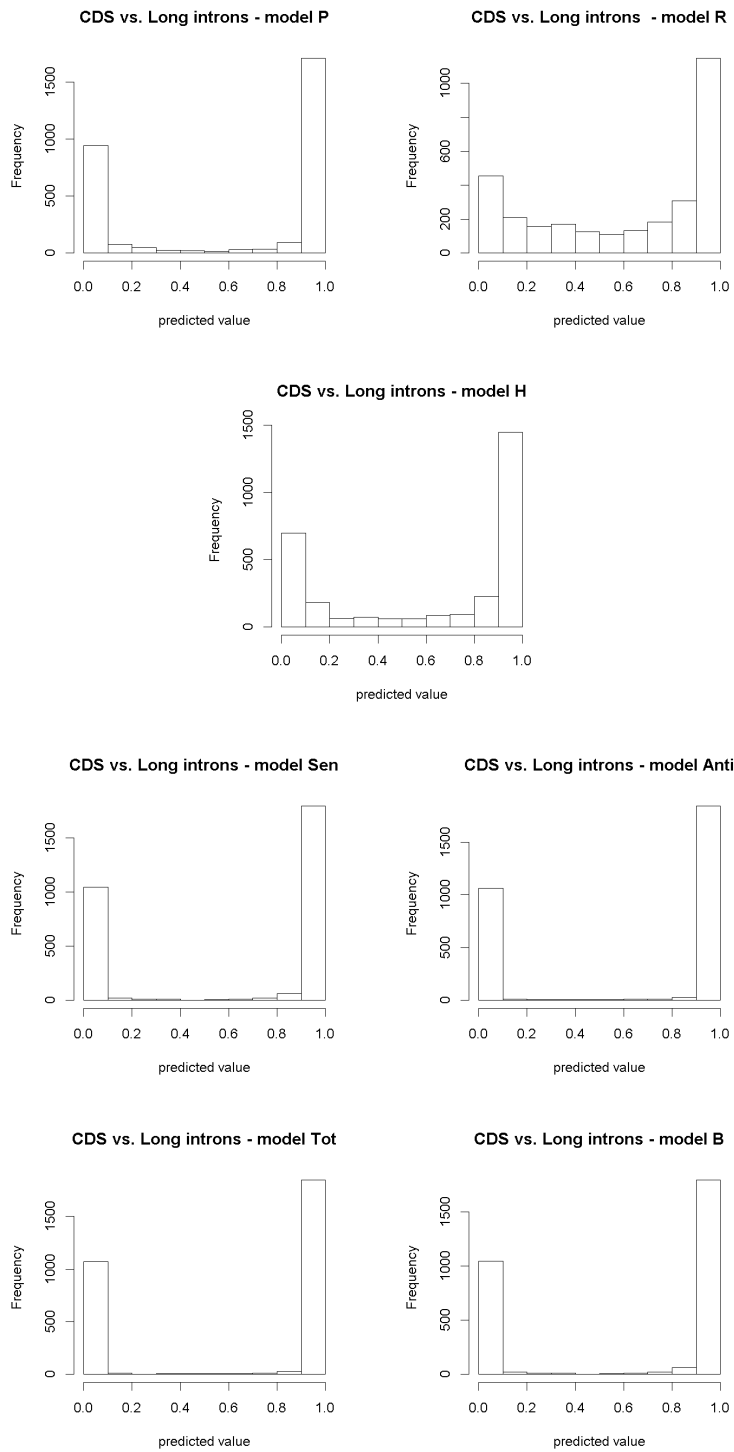 CDS vs. Long introns - model P
CDS vs. Long introns - model R
Frequency
0 500 1000 1500
0.0 0.2 0.4 0.6 0.8 1.0
predicted value
Frequency
0 200 600 1000
0.0 0.2 0.4 0.6 0.8 1.0
predicted value
CDS vs. Long introns - model H
Frequency
0 500 1000 1500
0.0 0.2 0.4 0.6 0.8 1.0
predicted value
CDS vs. Long introns - model Sen
CDS vs. Long introns - model Anti
Frequency
0 500 1000 1500
0.0 0.2 0.4 0.6 0.8 1.0
predicted value
Frequency
0 500 1000 1500
0.0 0.2 0.4 0.6 0.8 1.0
predicted value
CDS vs. Long introns - model Tot
CDS vs. Long introns - model B
Frequency
0 500 1000 1500
0.0 0.2 0.4 0.6 0.8 1.0
predicted value
Frequency
0 500 1000 1500
0.0 0.2 0.4 0.6 0.8 1.0
predicted value